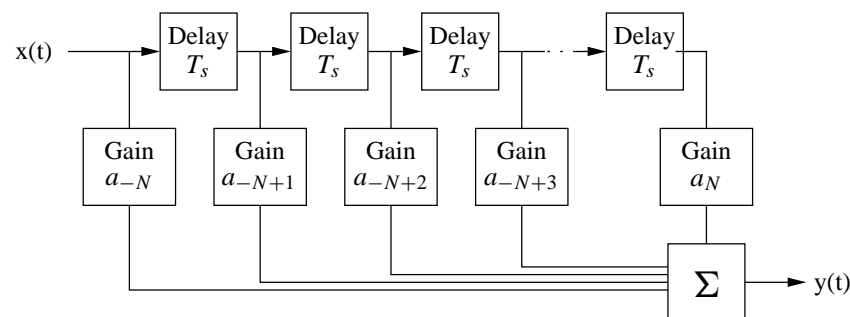 x(t)
Delay
T_s
Delay
T_s
Delay
T_s
. . .
Delay
T_s
Gain
a_{-N}
Gain
a_{-N+1}
Gain
a_{-N+2}
Gain
a_{-N+3}
Gain
a_N
Σ
y(t)